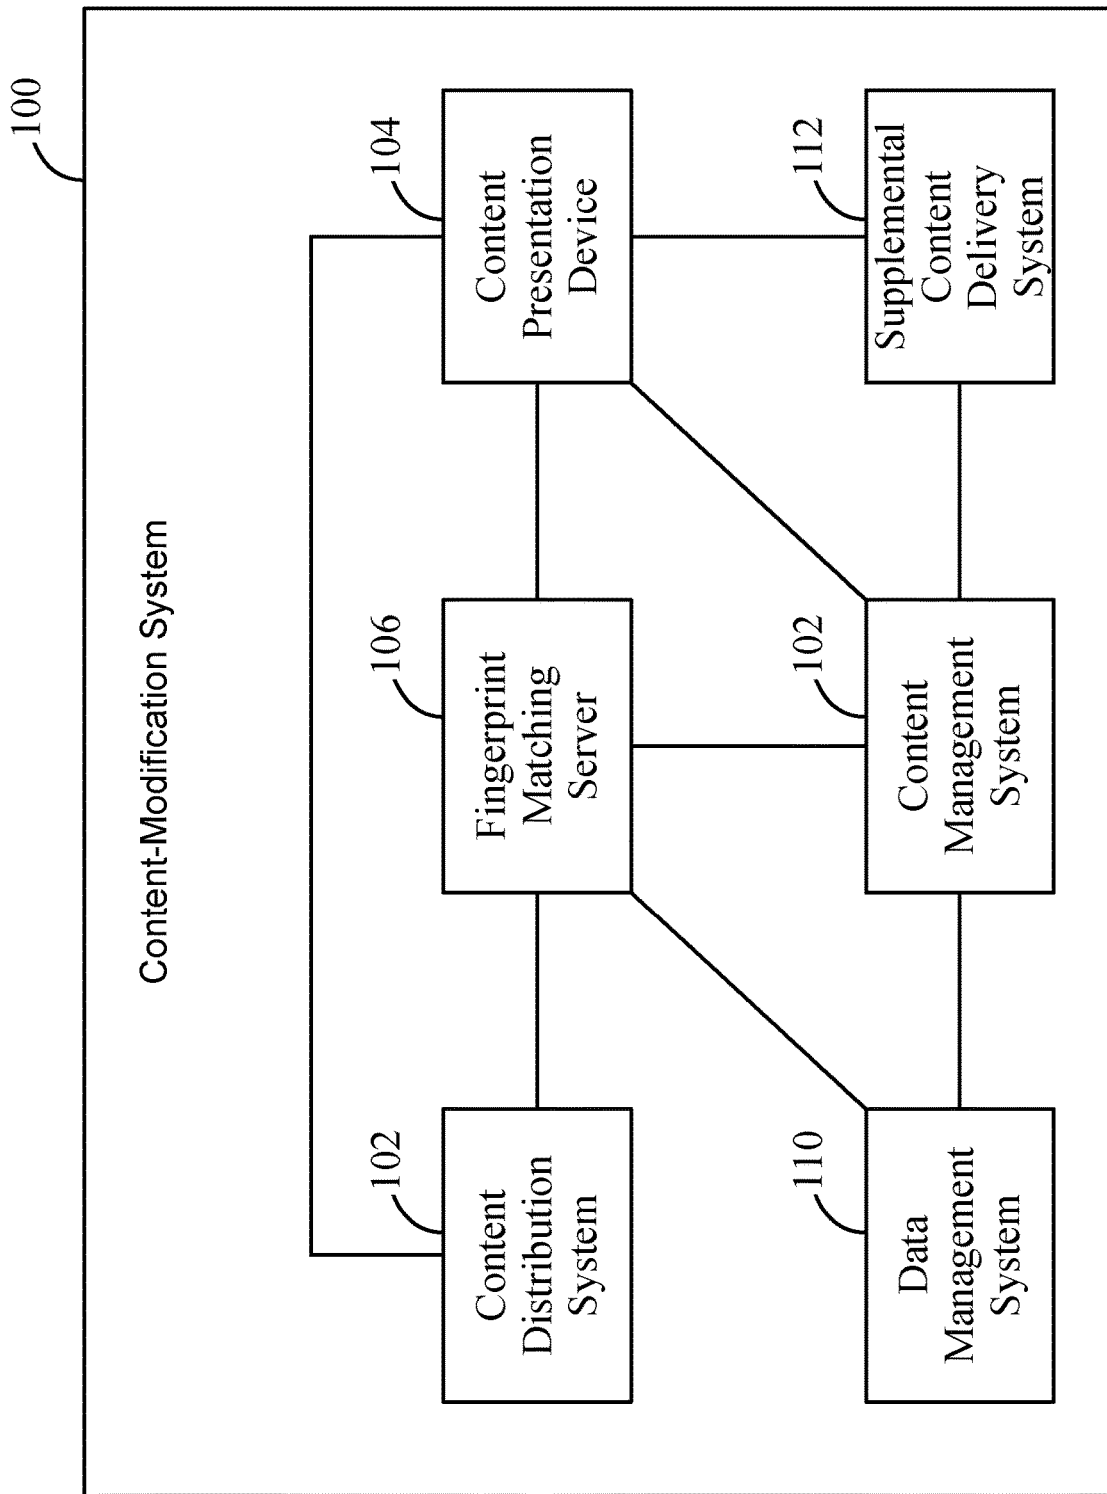 100
Content-Modification System
102
Content
Distribution
System
106
Fingerprint
Matching
Server
104
Content
Presentation
Device
110
Data
Management
System
102
Content
Management
System
112
Supplemental
Content
Delivery
System